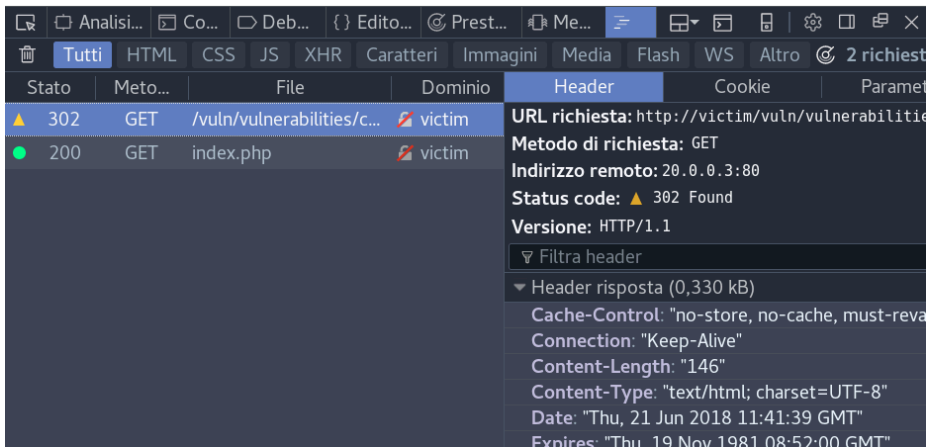 Analisi... Co... Deb... {} Edito... Prest... Me...
Tutti HTML CSS JS XHR Caratteri Immagini Media Flash WS Altro 2 richiest
Stato Meto... File Dominio Header Cookie Paramet
302 GET /vuln/vulnerabilities/c... victim
200 GET index.php victim
URL richiesta: http://victim/vuln/vulnerabilitie
Metodo di richiesta: GET
Indirizzo remoto: 20.0.0.3:80
Status code: 302 Found
Versione: HTTP/1.1
Filtra header
Header risposta (0,330 kB)
Cache-Control: "no-store, no-cache, must-reva
Connection: "Keep-Alive"
Content-Length: "146"
Content-Type: "text/html; charset=UTF-8"
Date: "Thu, 21 Jun 2018 11:41:39 GMT"
Expires: "Thu, 19 Nov 1981 08:52:00 GMT"